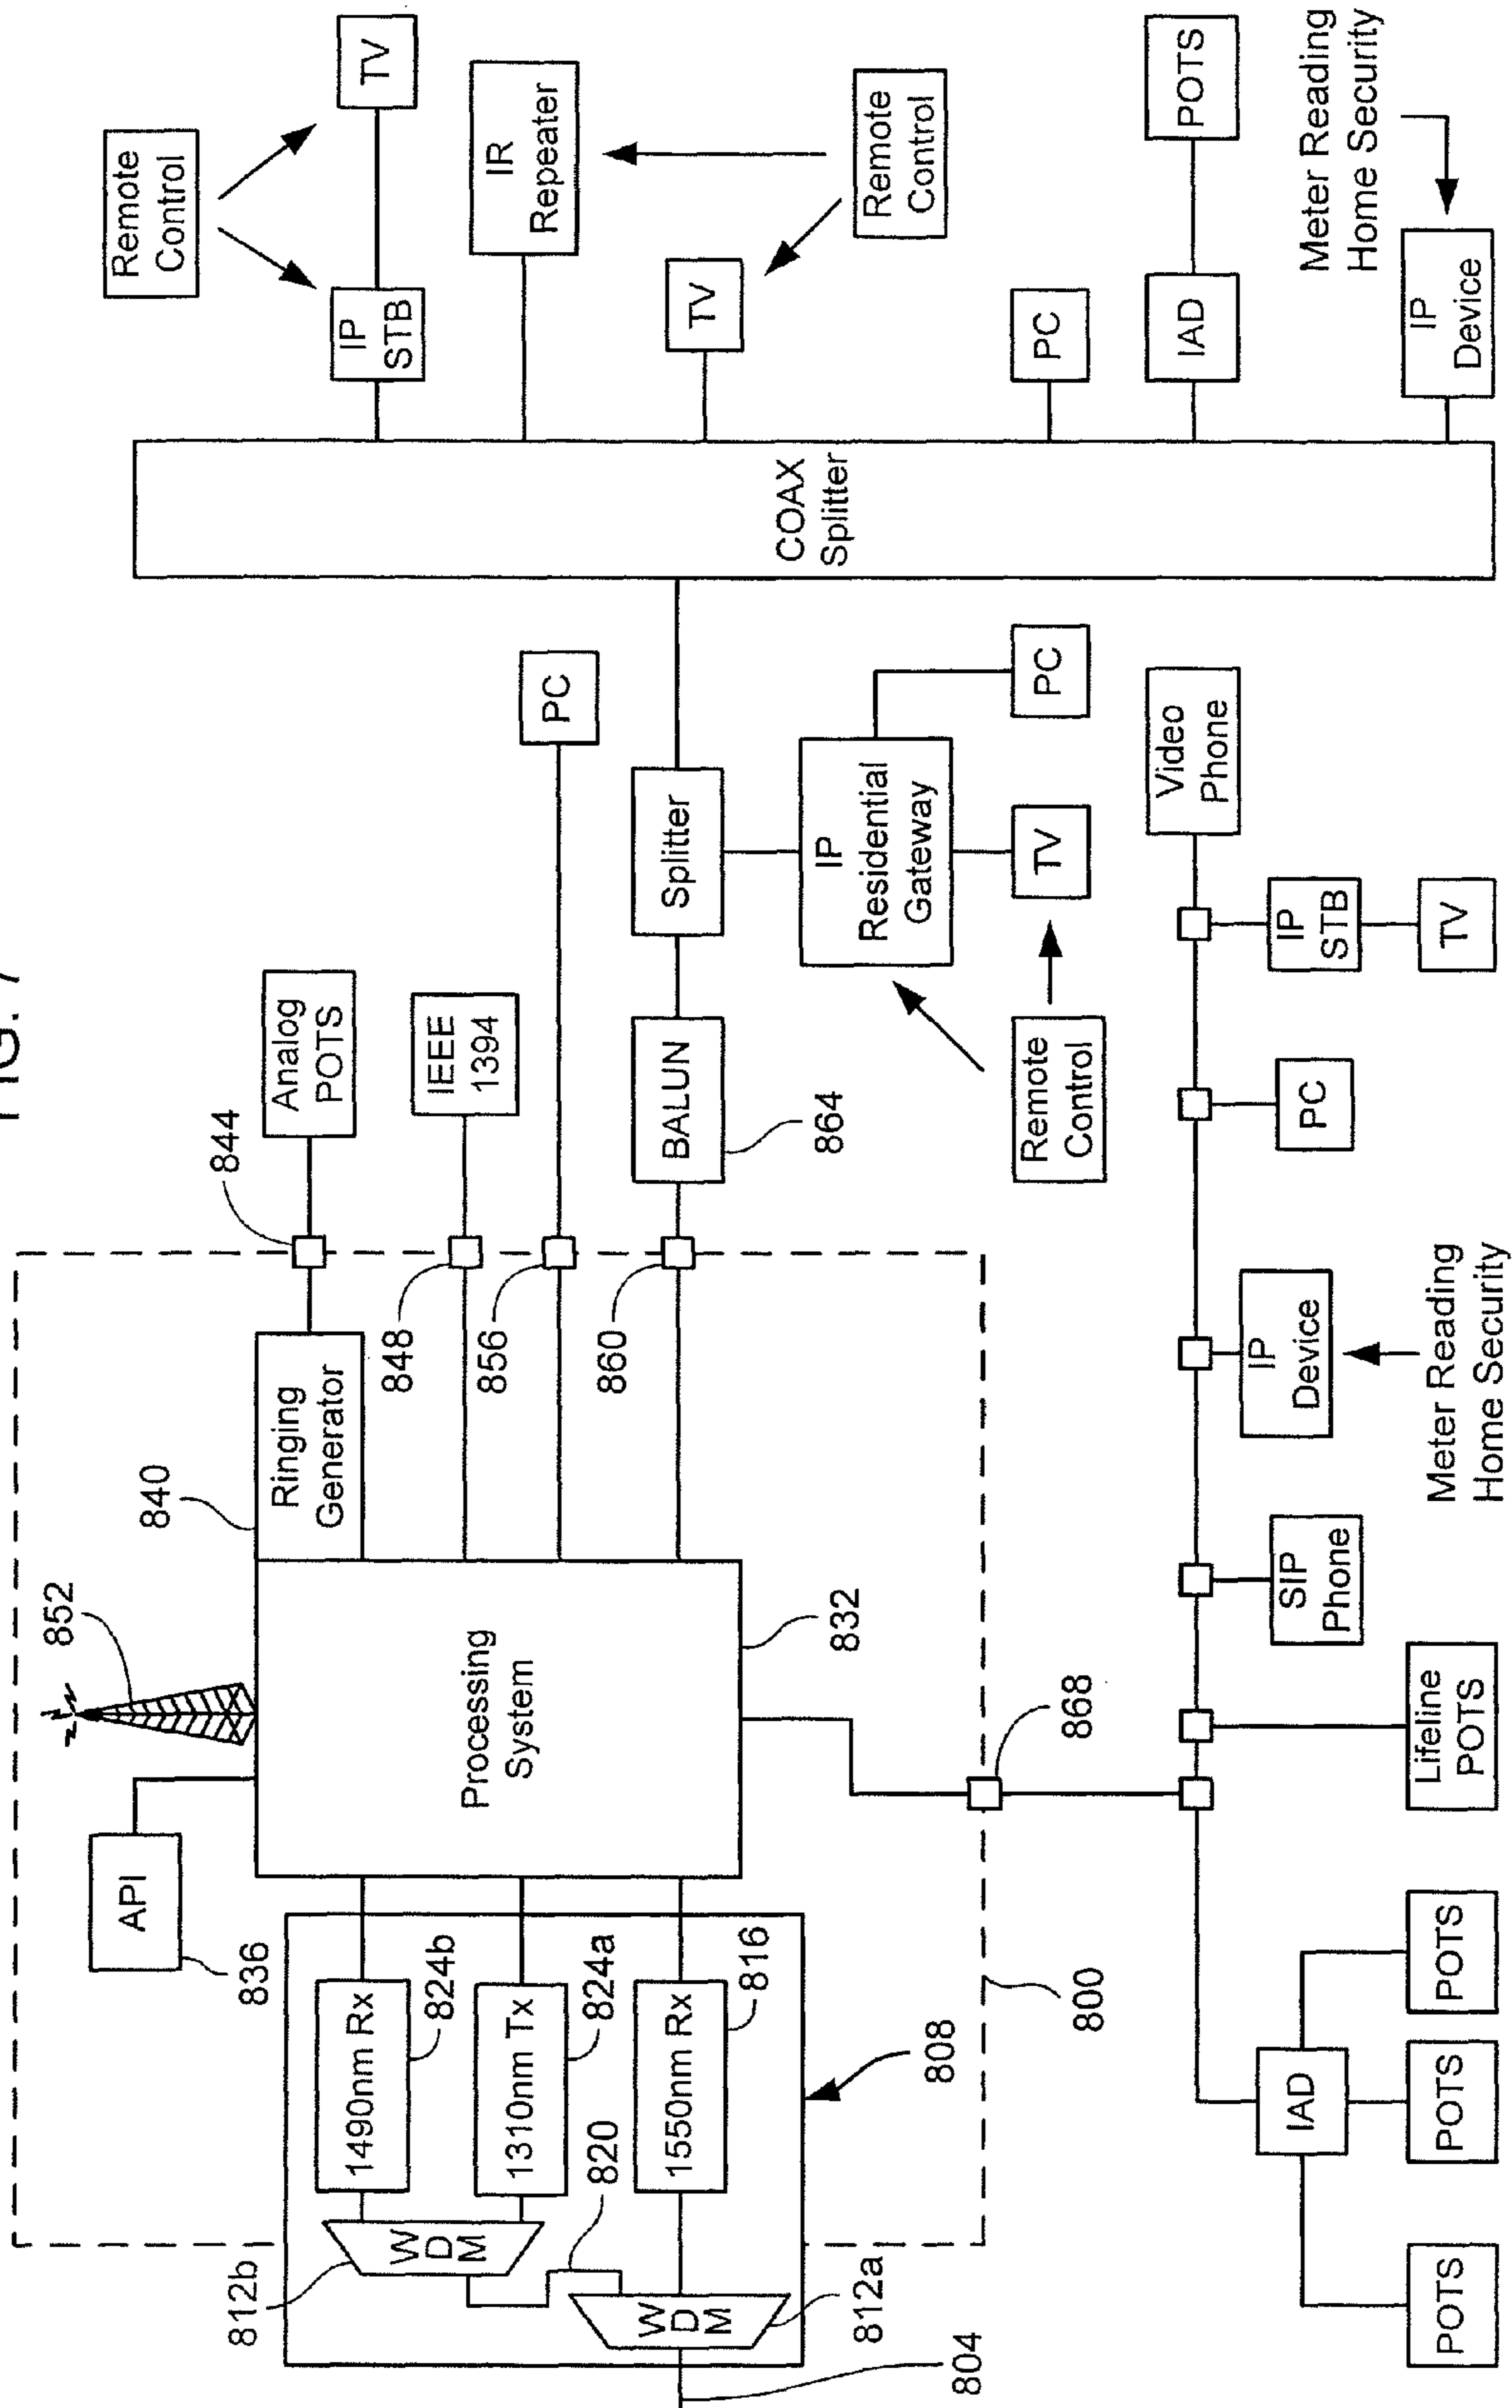 FIG. 7
852
API
836
840
Ringing
Generator
844
Analog
POTS
Remote
Control
TV
IP
STB
848
IEEE
1394
IR
Repeater
856
PC
860
BALUN
864
Splitter
TV
Remote
Control
COAX
Splitter
Processing
System
832
812b
W
D
M
1490nm Rx
824b
1310nm Tx
824a
820
1550nm Rx
816
W
D
M
812a
804
808
800
868
IP
Residential
Gateway
PC
TV
Remote
Control
PC
IAD
POTS
Meter Reading
Home Security
IP
Device
Video
Phone
IP
STB
TV
PC
IP
Device
Meter Reading
Home Security
SIP
Phone
Lifeline
POTS
IAD
POTS
POTS
POTS